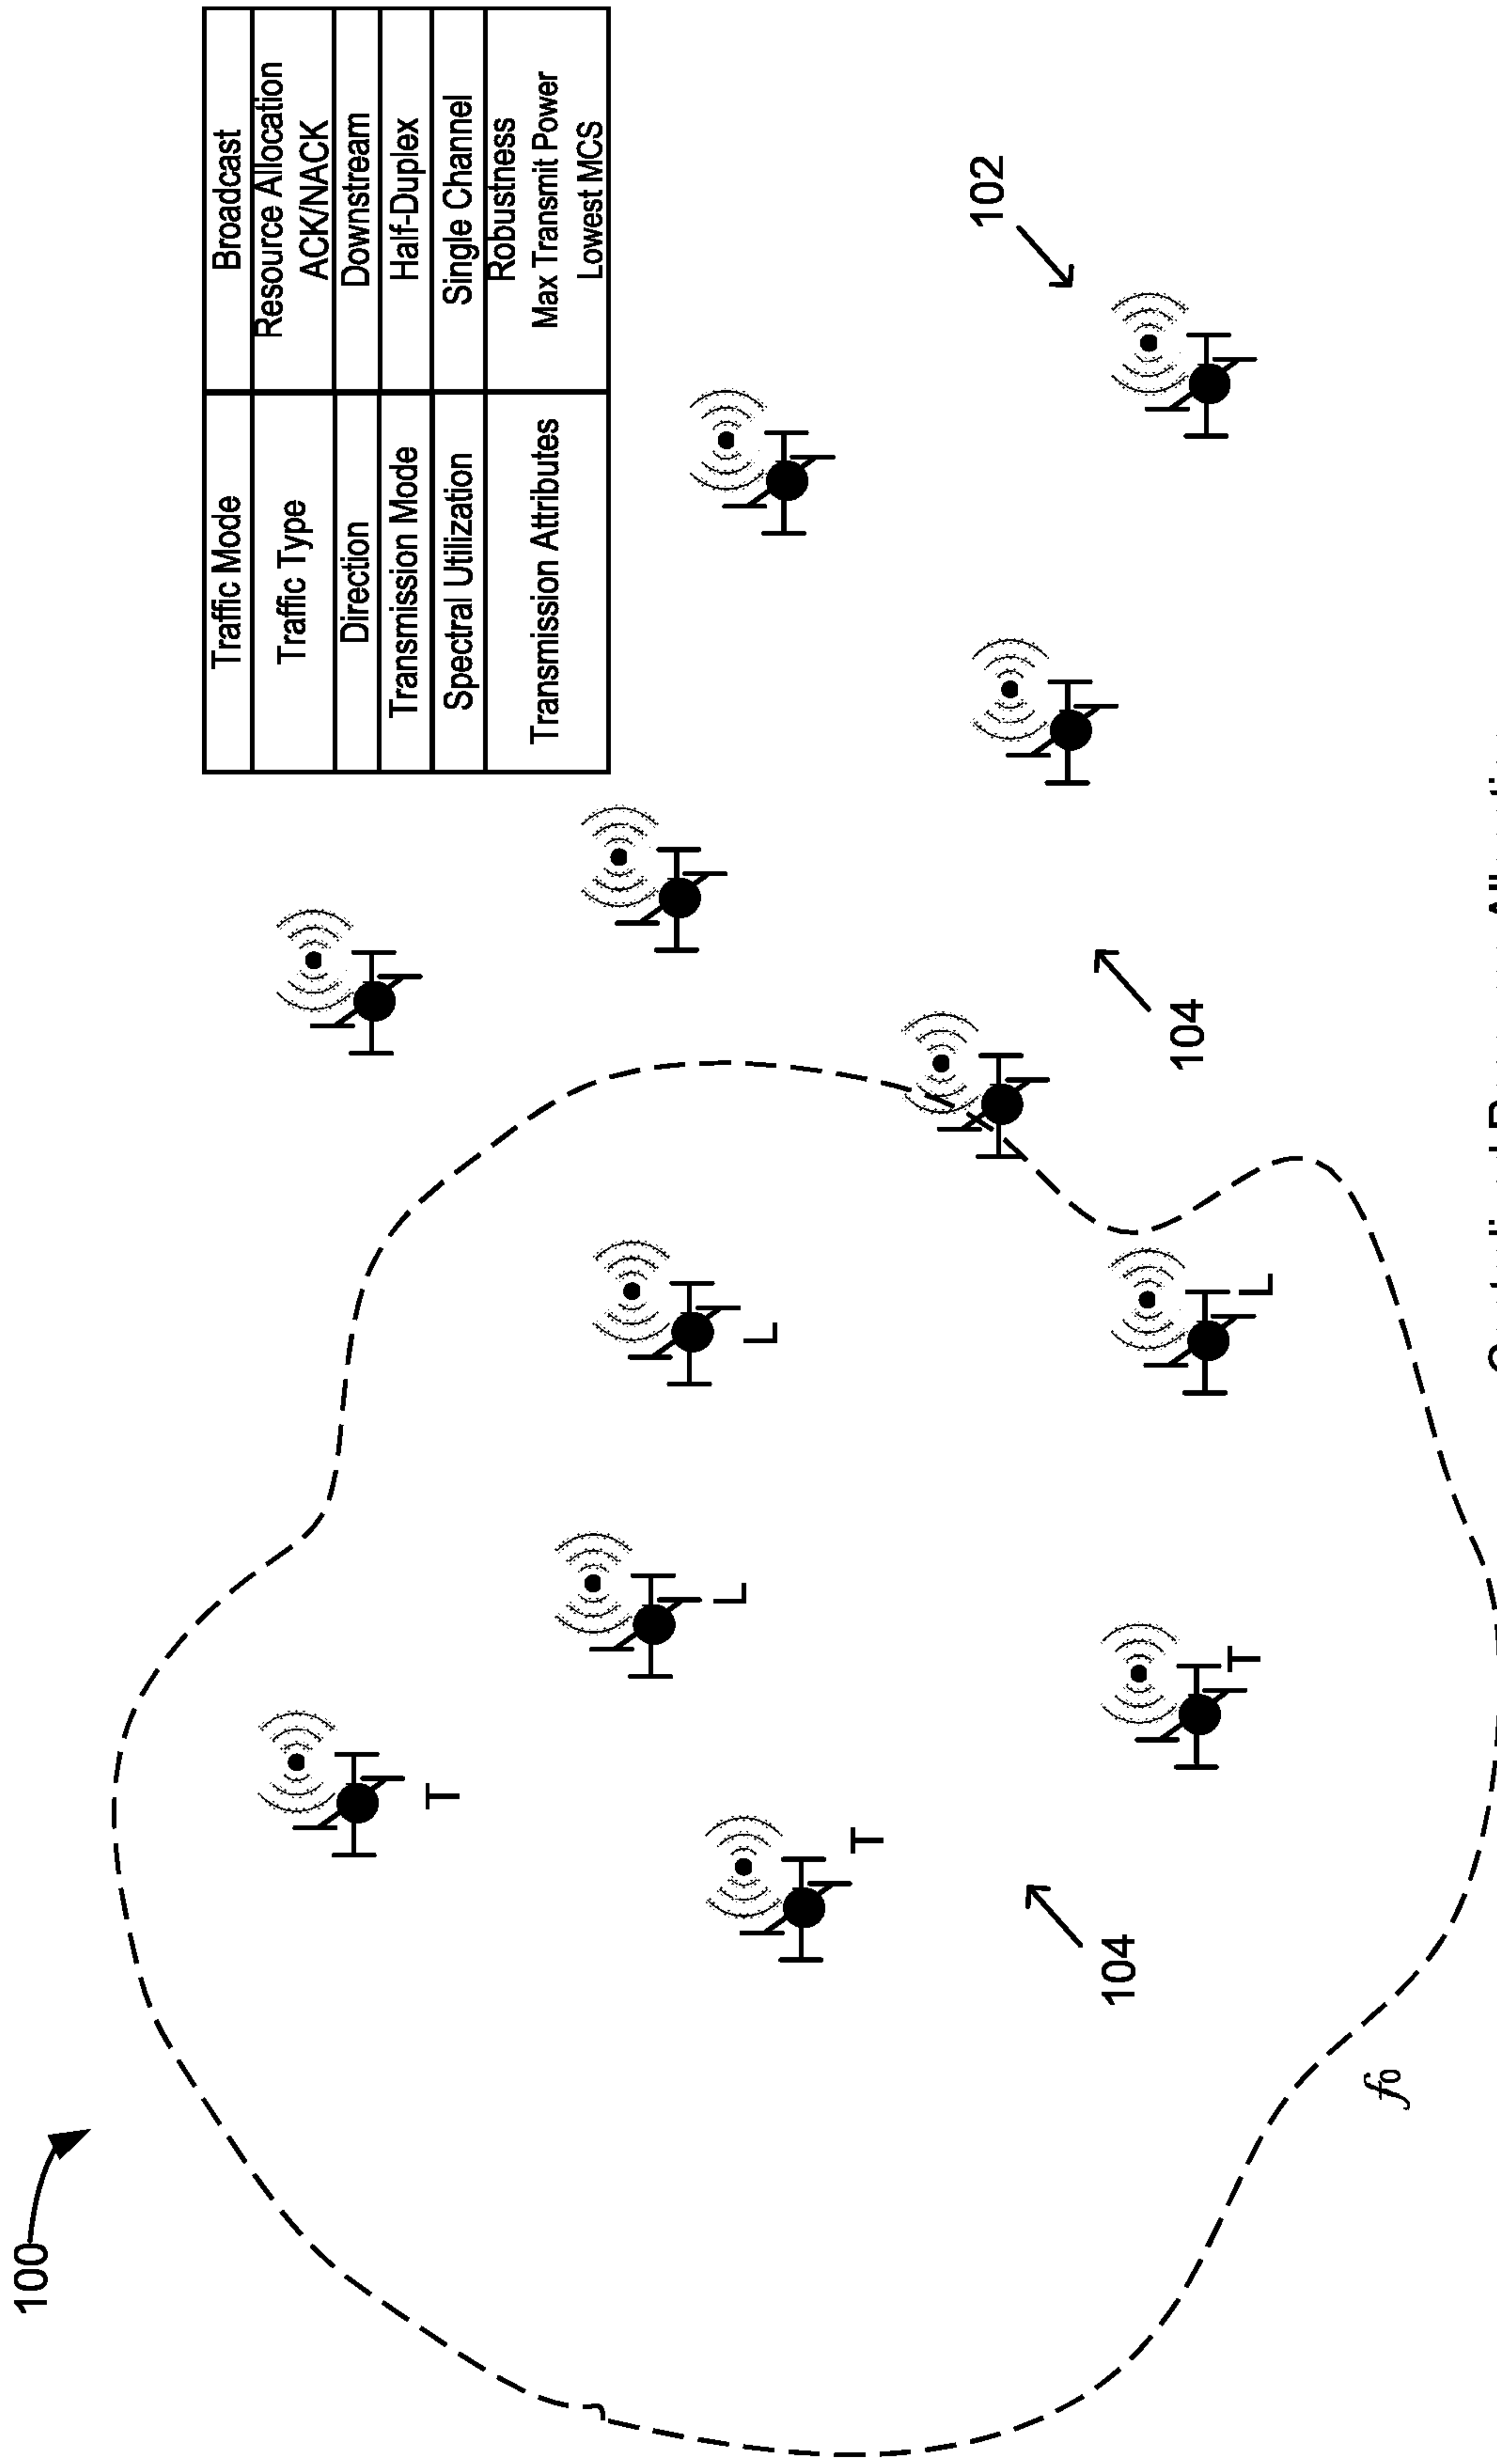 100
Traffic Mode Broadcast
Traffic Type Resource Allocation
ACK/NACK
Direction Downstream
Transmission Mode Half-Duplex
Spectral Utilization Single Channel
Transmission Attributes Robustness
Max Transmit Power
Lowest MCS
T
L
L
T
102
104
104
T
L
f0